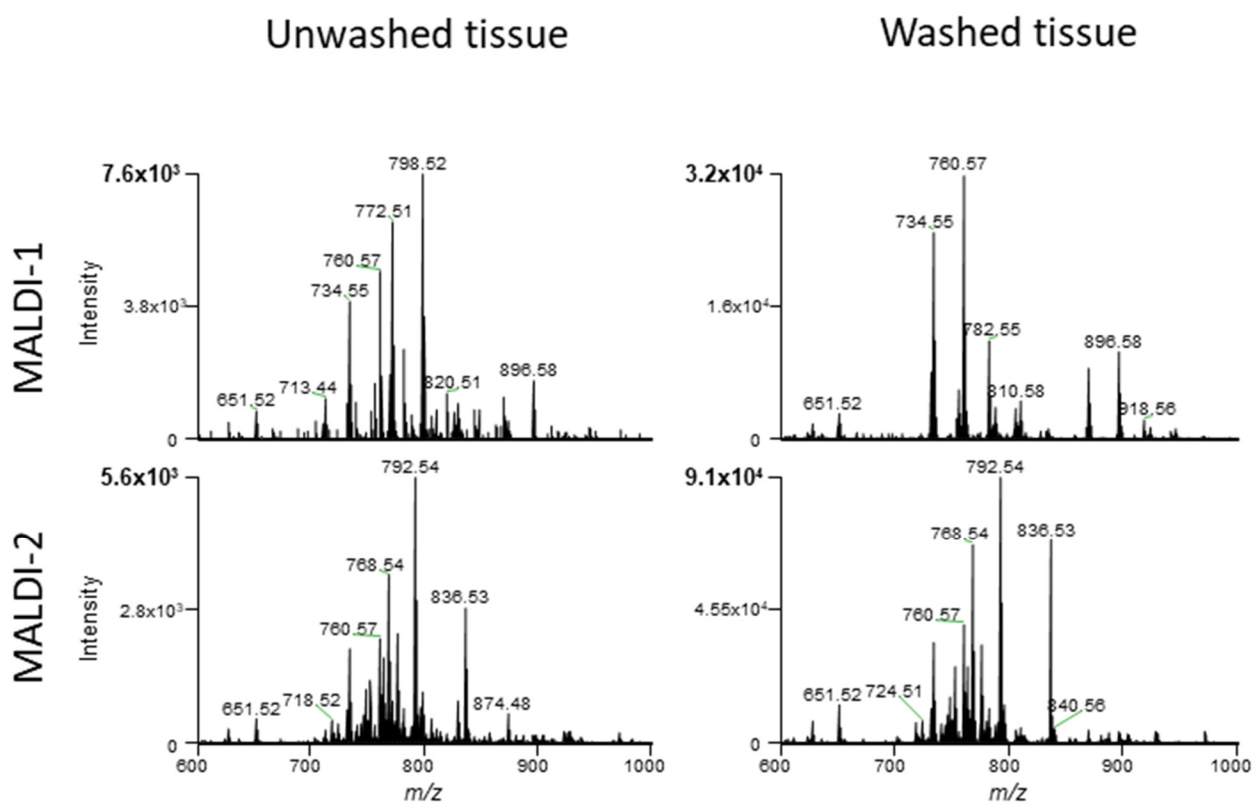 Unwashed tissue
Washed tissue
MALDI-1
Intensity
7.6x10³
3.8x10³
0
651.52
713.44
734.55
760.57
772.51
798.52
820.51
896.58
3.2x10⁴
1.6x10⁴
0
651.52
734.55
760.57
782.55
810.58
896.58
918.56
MALDI-2
Intensity
5.6x10³
2.8x10³
0
651.52
718.52
760.57
768.54
792.54
836.53
874.48
600
700
800
900
1000
m/z
9.1x10⁴
4.55x10⁴
0
651.52
724.51
760.57
768.54
792.54
836.53
840.56
600
700
800
900
1000
m/z